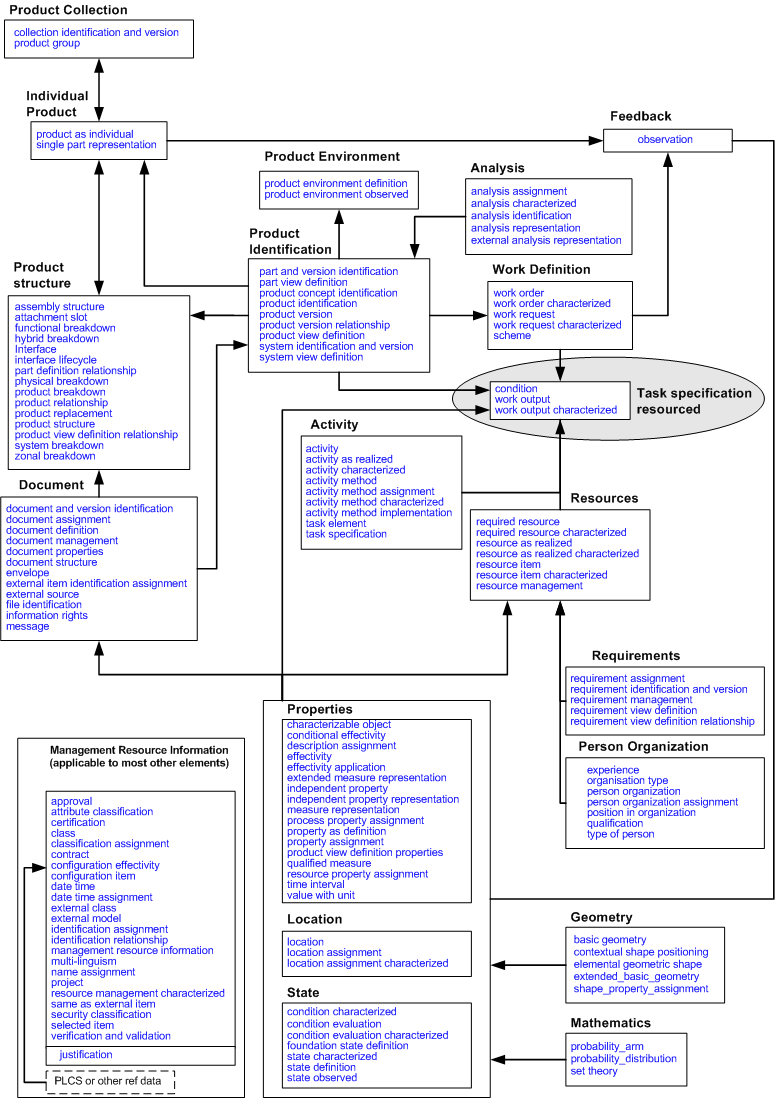 Product Collection
collection identification and version
product group
Individual
Product
product as individual
single part representation
Feedback
observation
Product Environment
product environment definition
product environment observed
Analysis
analysis assignment
analysis characterized
analysis identification
analysis representation
external analysis representation
Product
Identification
part and version identification
part view definition
product concept identification
product identification
product version
product version relationship
product view definition
system identification and version
system view definition
Work Definition
work order
work order characterized
work request
work request characterized
scheme
Product
structure
assembly structure
attachment slot
functional breakdown
hybrid breakdown
Interface
interface lifecycle
part definition relationship
physical breakdown
product breakdown
product relationship
product replacement
product structure
product view definition relationship
system breakdown
zonal breakdown
condition
work output
work output characterized
Task specification
resourced
Activity
activity
activity as realized
activity characterized
activity method
activity method assignment
activity method characterized
activity method implementation
task element
task specification
Document
document and version identification
document assignment
document definition
document management
document properties
document structure
envelope
external item identification assignment
external source
file identification
information rights
message
Resources
required resource
required resource characterized
resource as realized
resource as realized characterized
resource item
resource item characterized
resource management
Requirements
requirement assignment
requirement identification and version
requirement management
requirement view definition
requirement view definition relationship
Person Organization
experience
organisation type
person organization
person organization assignment
position in organization
qualification
type of person
Properties
characterizable object
conditional effectivity
description assignment
effectivity
effectivity application
extended measure representation
independent property
independent property representation
measure representation
process property assignment
property as definition
property assignment
product view definition properties
qualified measure
resource property assignment
time interval
value with unit
Location
location
location assignment
location assignment characterized
State
condition characterized
condition evaluation
condition evaluation characterized
foundation state definition
state characterized
state definition
state observed
Geometry
basic geometry
contextual shape positioning
elemental geometric shape
extended_basic_geometry
shape_property_assignment
Mathematics
probability_arm
probability_distribution
set theory
Management Resource Information
(applicable to most other elements)
approval
attribute classification
certification
class
classification assignment
contract
configuration effectivity
configuration item
date time
date time assignment
external class
external model
identification assignment
identification relationship
management resource information
multi-linguism
name assignment
project
resource management characterized
same as external item
security classification
selected item
verification and validation
justification
PLCS or other ref data